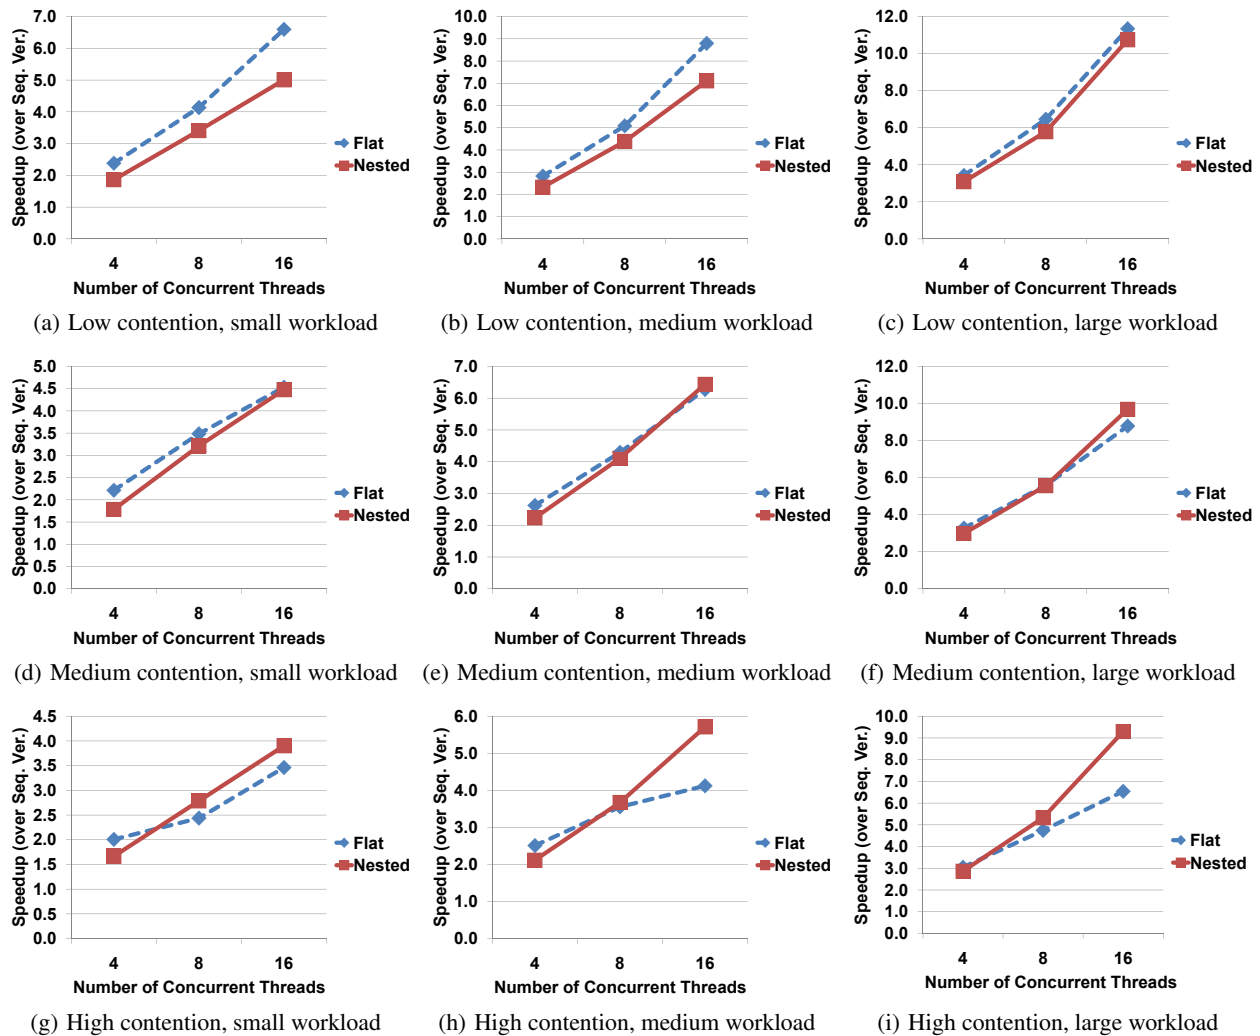 7.0
6.0
5.0
4.0
3.0
2.0
1.0
0.0
Speedup (over Seq. Ver.)
4 8 16
Number of Concurrent Threads
Flat
Nested
(a) Low contention, small workload
10.0
9.0
8.0
7.0
6.0
5.0
4.0
3.0
2.0
1.0
0.0
Speedup (over Seq. Ver.)
4 8 16
Number of Concurrent Threads
Flat
Nested
(b) Low contention, medium workload
12.0
10.0
8.0
6.0
4.0
2.0
0.0
Speedup (over Seq. Ver.)
4 8 16
Number of Concurrent Threads
Flat
Nested
(c) Low contention, large workload
5.0
4.5
4.0
3.5
3.0
2.5
2.0
1.5
1.0
0.5
0.0
Speedup (over Seq. Ver.)
4 8 16
Number of Concurrent Threads
Flat
Nested
(d) Medium contention, small workload
7.0
6.0
5.0
4.0
3.0
2.0
1.0
0.0
Speedup (over Seq. Ver.)
4 8 16
Number of Concurrent Threads
Flat
Nested
(e) Medium contention, medium workload
12.0
10.0
8.0
6.0
4.0
2.0
0.0
Speedup (over Seq. Ver.)
4 8 16
Number of Concurrent Threads
Flat
Nested
(f) Medium contention, large workload
4.5
4.0
3.5
3.0
2.5
2.0
1.5
1.0
0.5
0.0
Speedup (over Seq. Ver.)
4 8 16
Number of Concurrent Threads
Flat
Nested
(g) High contention, small workload
6.0
5.0
4.0
3.0
2.0
1.0
0.0
Speedup (over Seq. Ver.)
4 8 16
Number of Concurrent Threads
Flat
Nested
(h) High contention, medium workload
10.0
9.0
8.0
7.0
6.0
5.0
4.0
3.0
2.0
1.0
0.0
Speedup (over Seq. Ver.)
4 8 16
Number of Concurrent Threads
Flat
Nested
(i) High contention, large workload